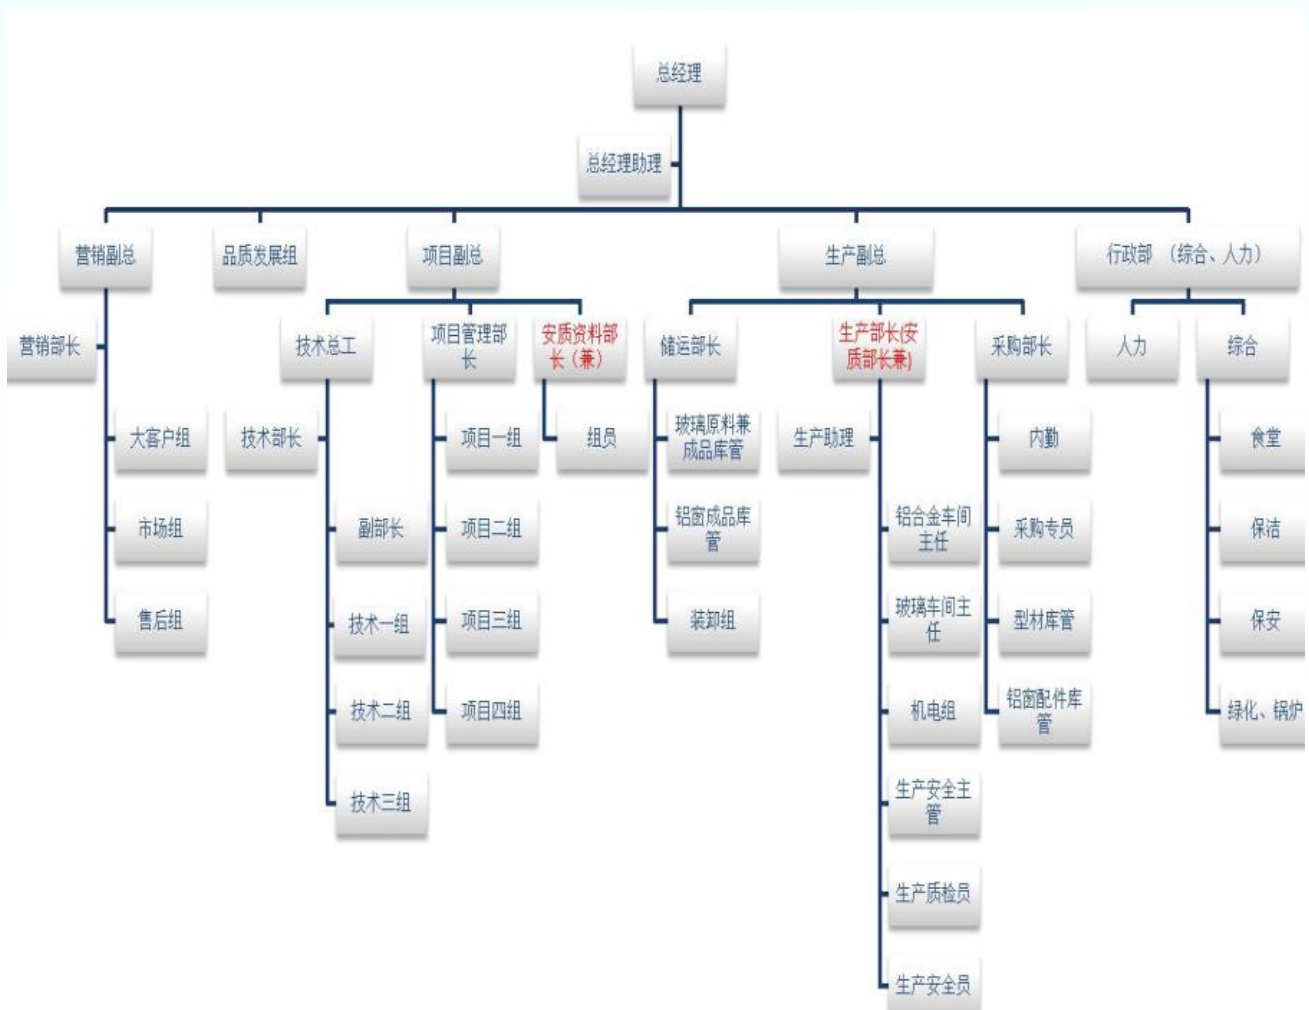 总经理
总经理助理
营销副总
品质发展组
项目副总
生产副总
行政部 （综合、人力）
营销部长
技术总工
项目管理部
长
安质资料部
长（兼）
储运部长
生产部长(安
质部长兼)
采购部长
人力
综合
大客户组
技术部长
项目一组
组员
玻璃原料兼
成品库管
生产助理
内勤
食堂
市场组
副部长
项目二组
铝窗成品库
管
铝合金车间
主任
采购专员
保洁
售后组
技术一组
项目三组
装卸组
玻璃车间主
任
型材库管
保安
技术二组
项目四组
机电组
铝窗配件库
管
绿化、锅炉
技术三组
生产安全主
管
生产质检员
生产安全员